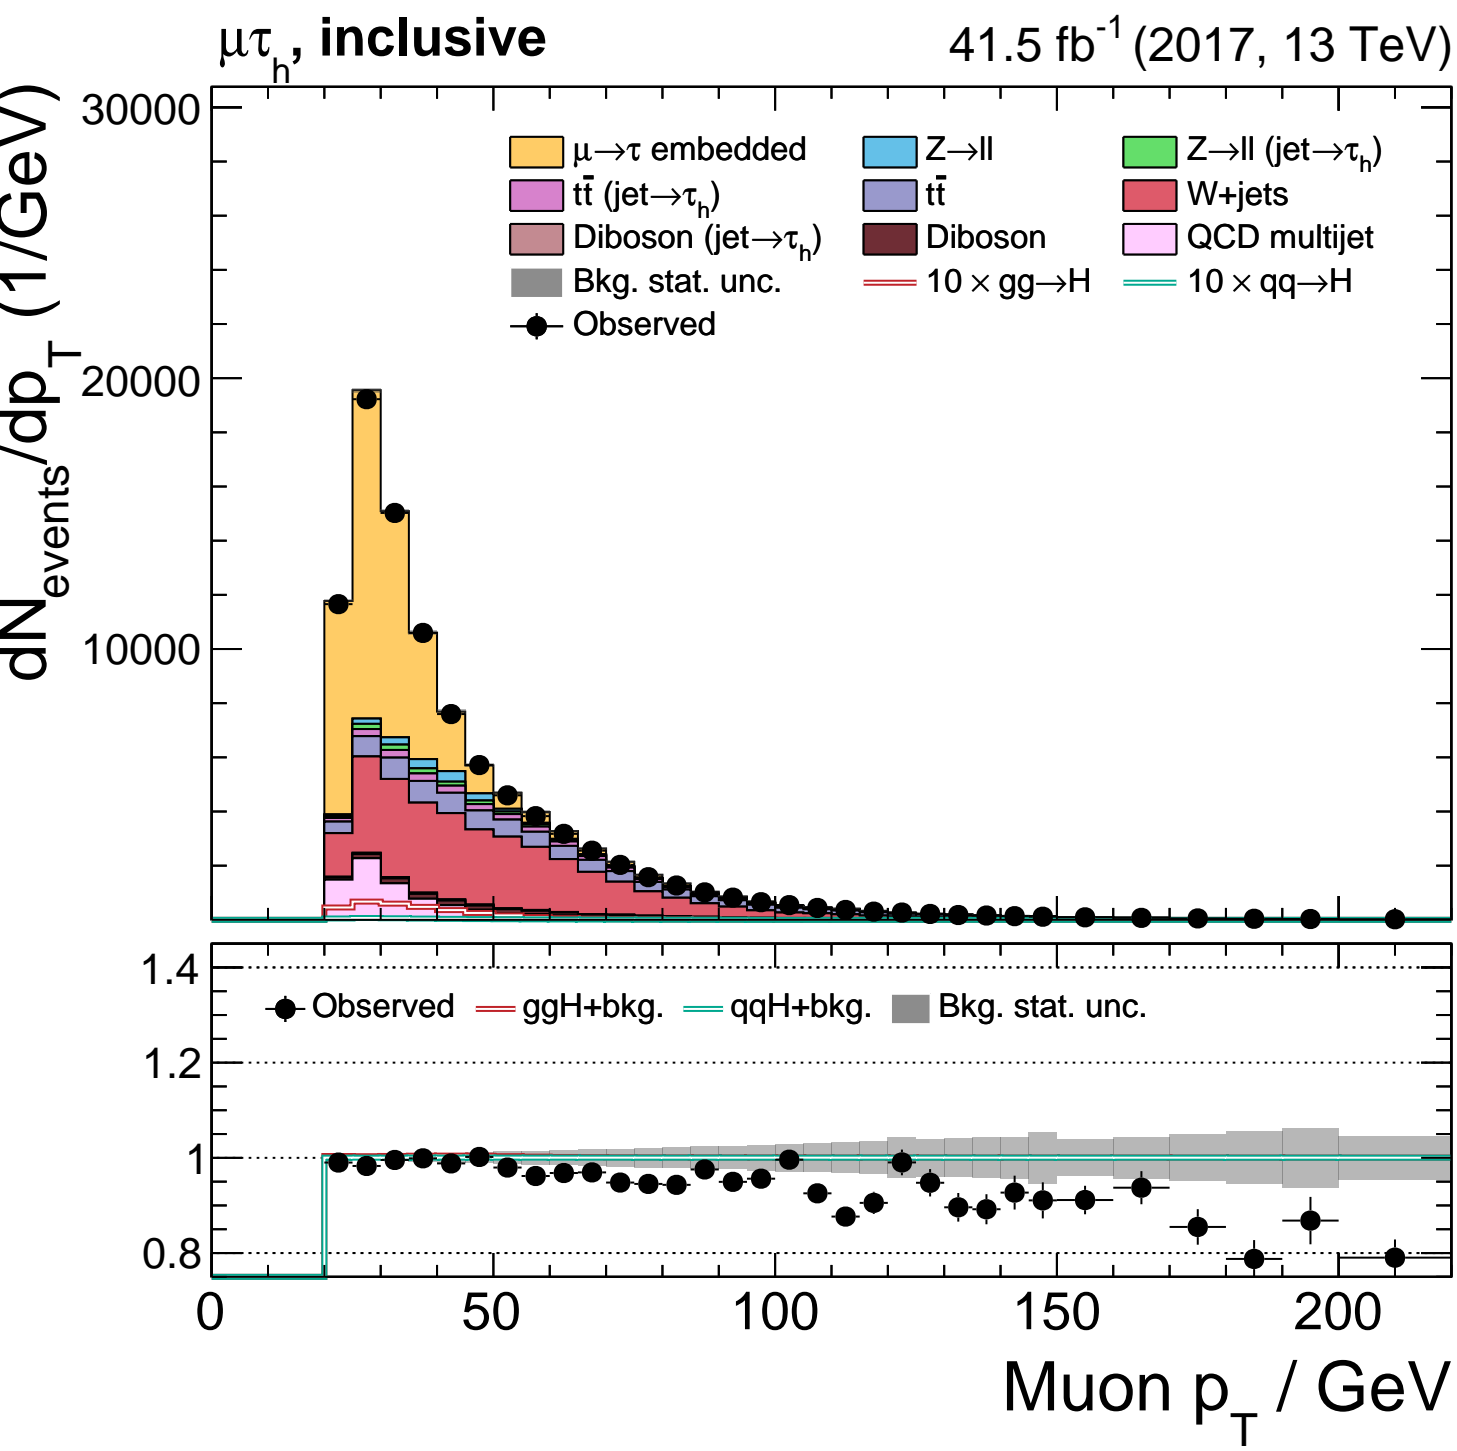 μτh, inclusive
41.5 fb-1 (2017, 13 TeV)
dNevents/dpT (1/GeV)
30000
20000
10000
μ→τ embedded
Z→ll
Z→ll (jet→τh)
tt̄ (jet→τh)
tt̄
W+jets
Diboson (jet→τh)
Diboson
QCD multijet
Bkg. stat. unc.
10 × gg→H
10 × qq→H
Observed
1.4
1.2
1
0.8
Observed
ggH+bkg.
qqH+bkg.
Bkg. stat. unc.
0 50 100 150 200
Muon pT / GeV